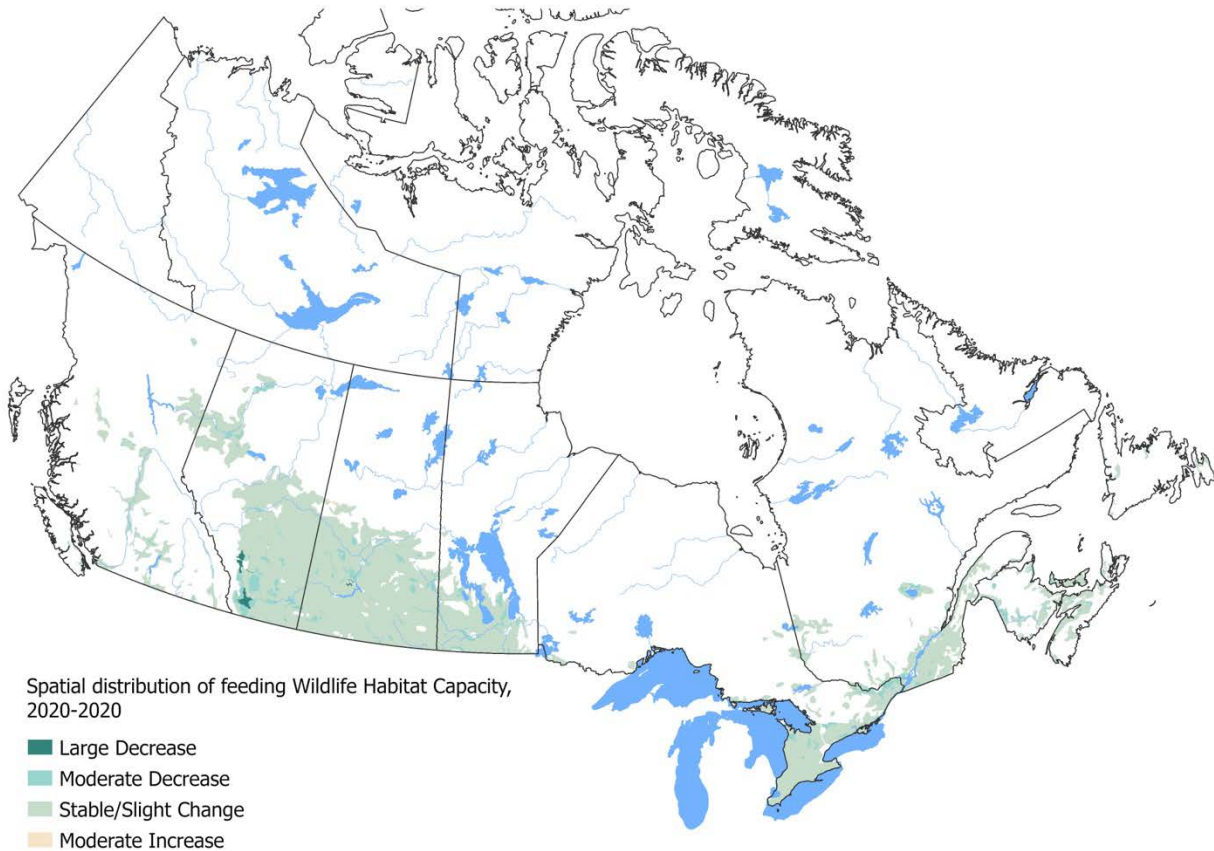 Spatial distribution of feeding Wildlife Habitat Capacity,
2020-2020
Large Decrease
Moderate Decrease
Stable/Slight Change
Moderate Increase